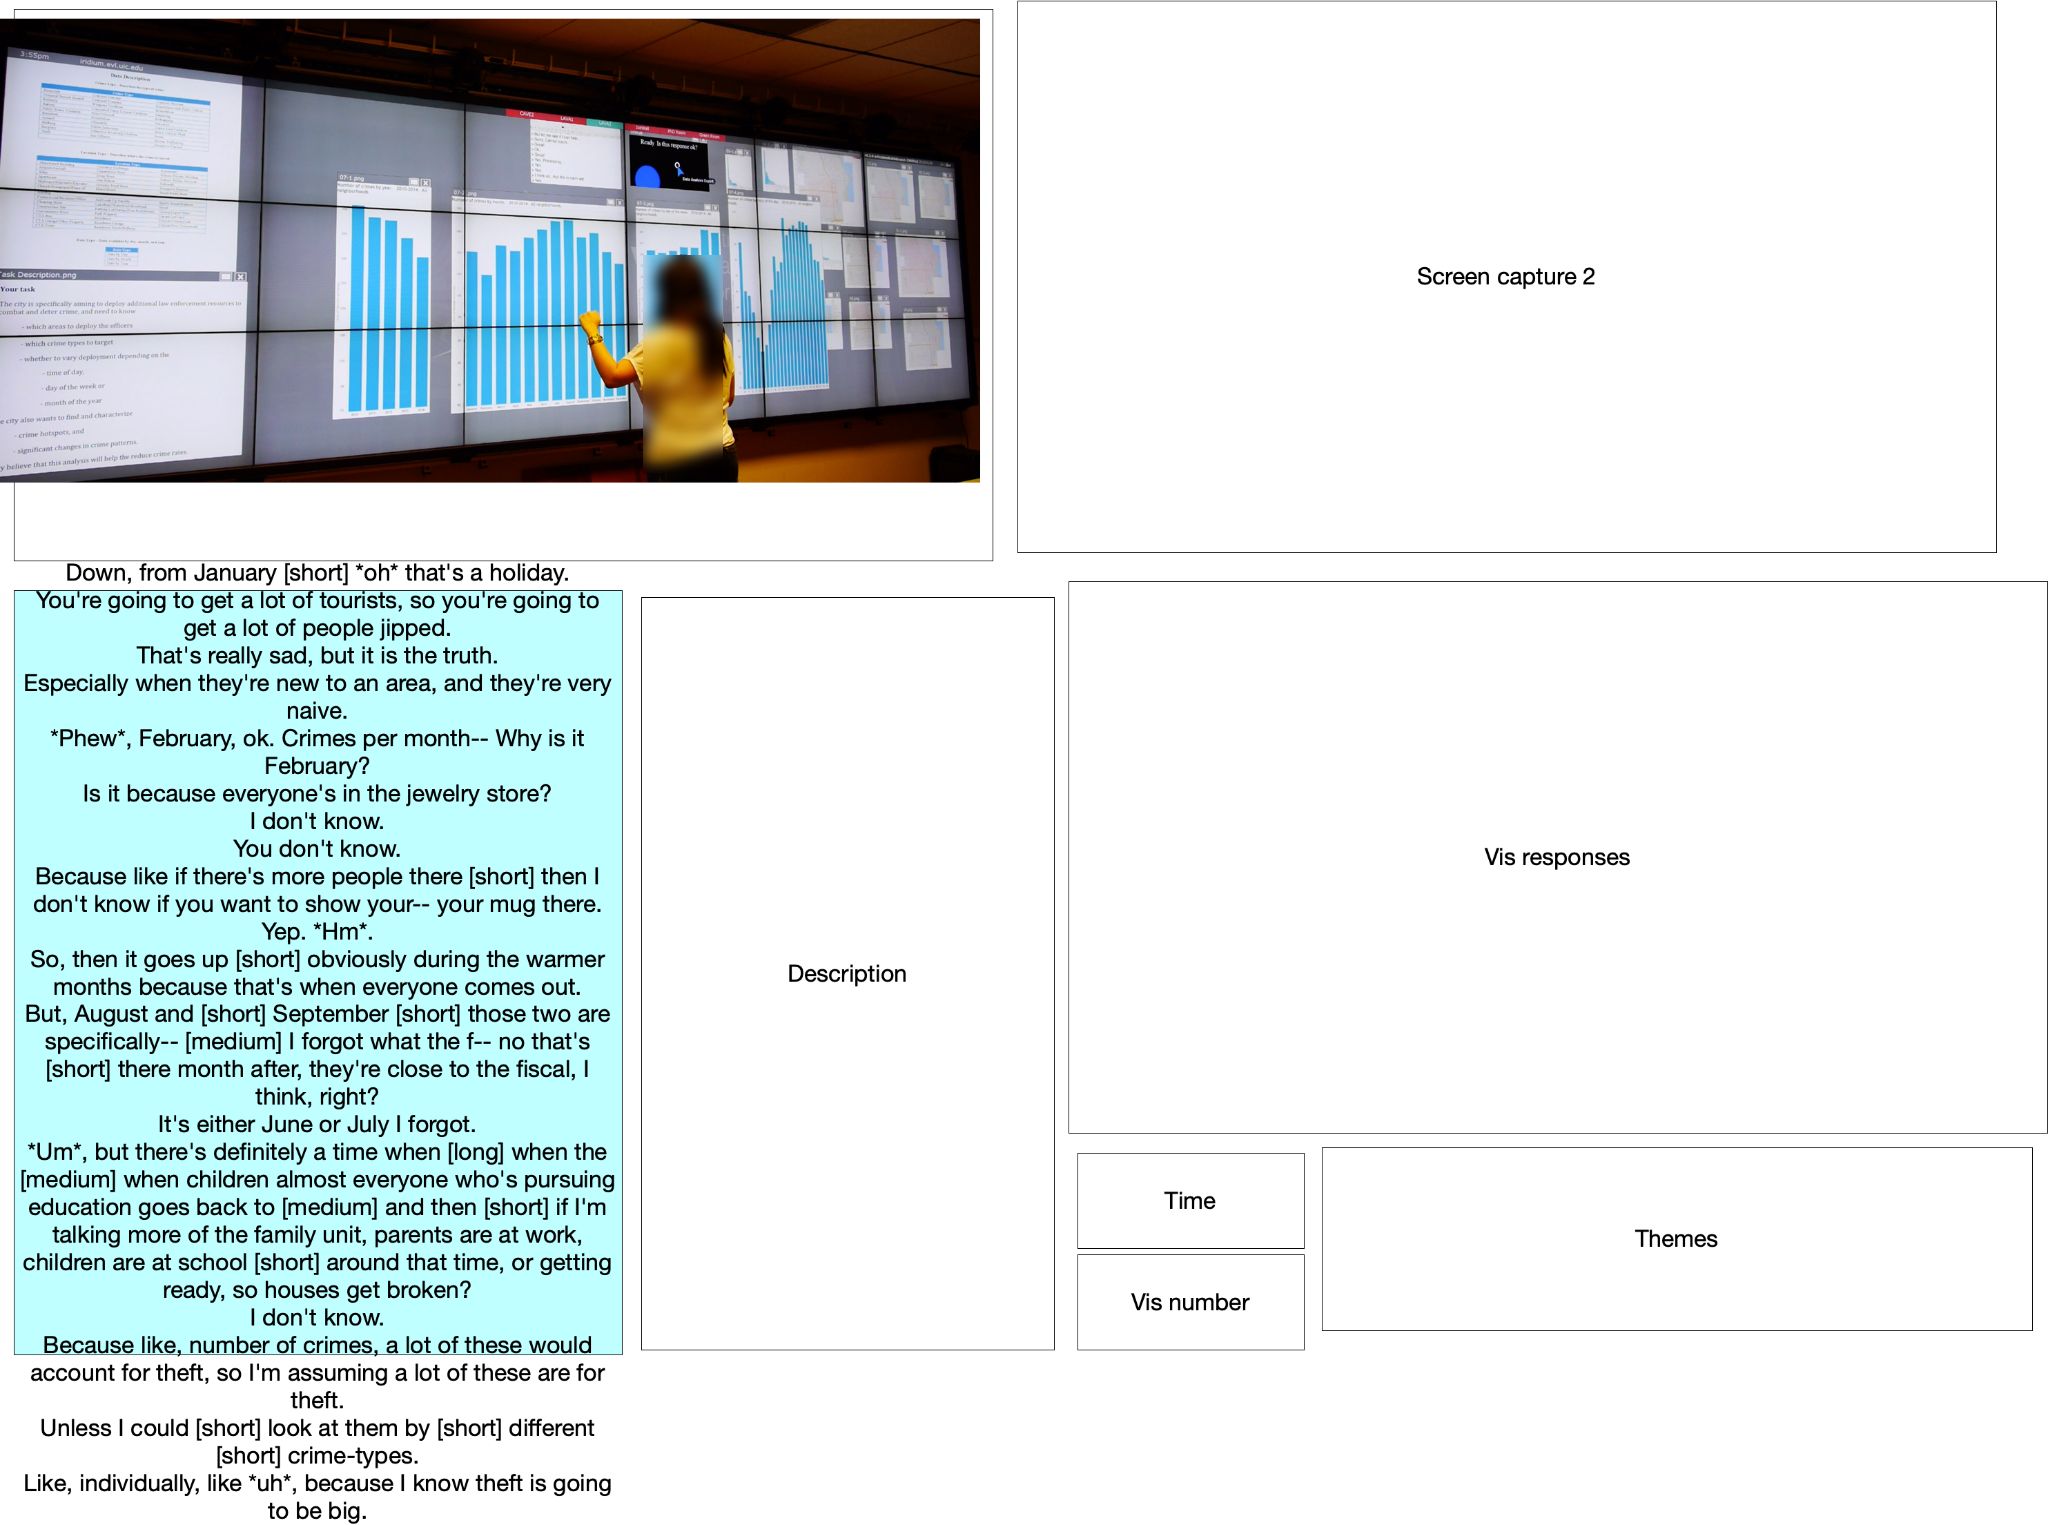 3:55pm
iridium.evl.uic.edu
Data Description
CAVE2
07-1.png
Number of crimes by year
07-2.png
Ready. Is this response ok?
Data Analysis Expert
Task Description.png
Your task
The city is specifically aiming to deploy additional law enforcement resources to
combat and deter crime, and need to know
- which areas to deploy the officers
- which crime types to target
- whether to vary deployment depending on the
- time of day,
- day of the week or
- month of the year
e city also wants to find and characterize
- crime hotspots, and
- significant changes in crime patterns.
y believe that this analysis will help the reduce crime rates.
Screen capture 2
Down, from January [short] *oh* that's a holiday.
You're going to get a lot of tourists, so you're going to
get a lot of people jipped.
That's really sad, but it is the truth.
Especially when they're new to an area, and they're very
naive.
*Phew*, February, ok. Crimes per month-- Why is it
February?
Is it because everyone's in the jewelry store?
I don't know.
You don't know.
Because like if there's more people there [short] then I
don't know if you want to show your-- your mug there.
Yep. *Hm*.
So, then it goes up [short] obviously during the warmer
months because that's when everyone comes out.
But, August and [short] September [short] those two are
specifically-- [medium] I forgot what the f-- no that's
[short] there month after, they're close to the fiscal, I
think, right?
It's either June or July I forgot.
*Um*, but there's definitely a time when [long] when the
[medium] when children almost everyone who's pursuing
education goes back to [medium] and then [short] if I'm
talking more of the family unit, parents are at work,
children are at school [short] around that time, or getting
ready, so houses get broken?
I don't know.
Because like, number of crimes, a lot of these would
account for theft, so I'm assuming a lot of these are for
theft.
Unless I could [short] look at them by [short] different
[short] crime-types.
Like, individually, like *uh*, because I know theft is going
to be big.
Description
Vis responses
Time
Vis number
Themes